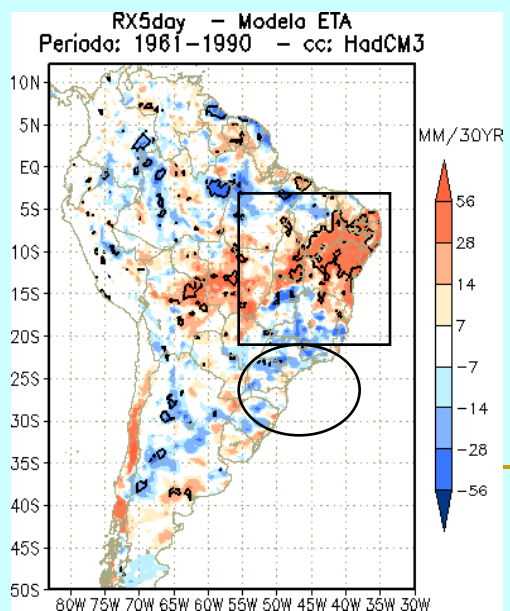 RX5day – Modelo ETA
Periodo: 1961–1990 – cc: HadCM3
MM/30YR
10N
5N
EQ
5S
10S
15S
20S
25S
30S
35S
40S
45S
50S
80W 75W 70W 65W 60W 55W 50W 45W 40W 35W 30W
56
28
14
7
−7
−14
−28
−56